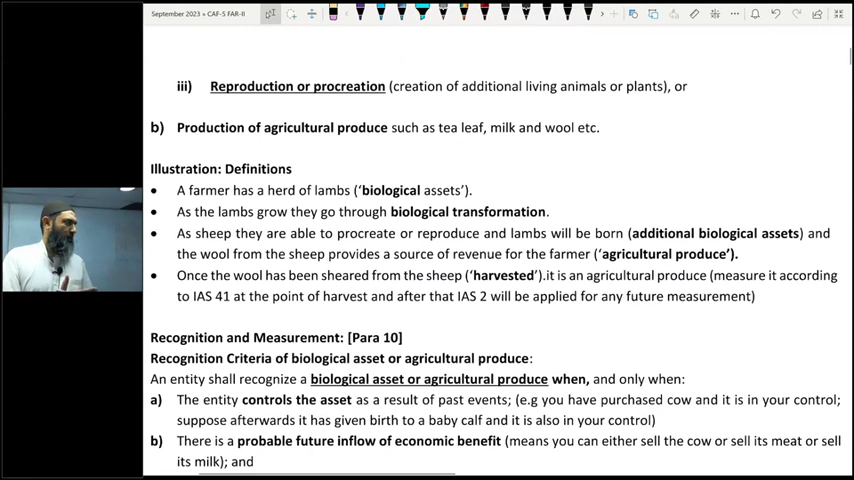 September 2023 » CAF-5 FAR-II
iii) Reproduction or procreation (creation of additional living animals or plants), or
b) Production of agricultural produce such as tea leaf, milk and wool etc.
Illustration: Definitions
• A farmer has a herd of lambs ('biological assets').
• As the lambs grow they go through biological transformation.
• As sheep they are able to procreate or reproduce and lambs will be born (additional biological assets) and
the wool from the sheep provides a source of revenue for the farmer ('agricultural produce').
• Once the wool has been sheared from the sheep ('harvested').it is an agricultural produce (measure it according
to IAS 41 at the point of harvest and after that IAS 2 will be applied for any future measurement)
Recognition and Measurement: [Para 10]
Recognition Criteria of biological asset or agricultural produce:
An entity shall recognize a biological asset or agricultural produce when, and only when:
a) The entity controls the asset as a result of past events; (e.g you have purchased cow and it is in your control;
suppose afterwards it has given birth to a baby calf and it is also in your control)
b) There is a probable future inflow of economic benefit (means you can either sell the cow or sell its meat or sell
its milk); and